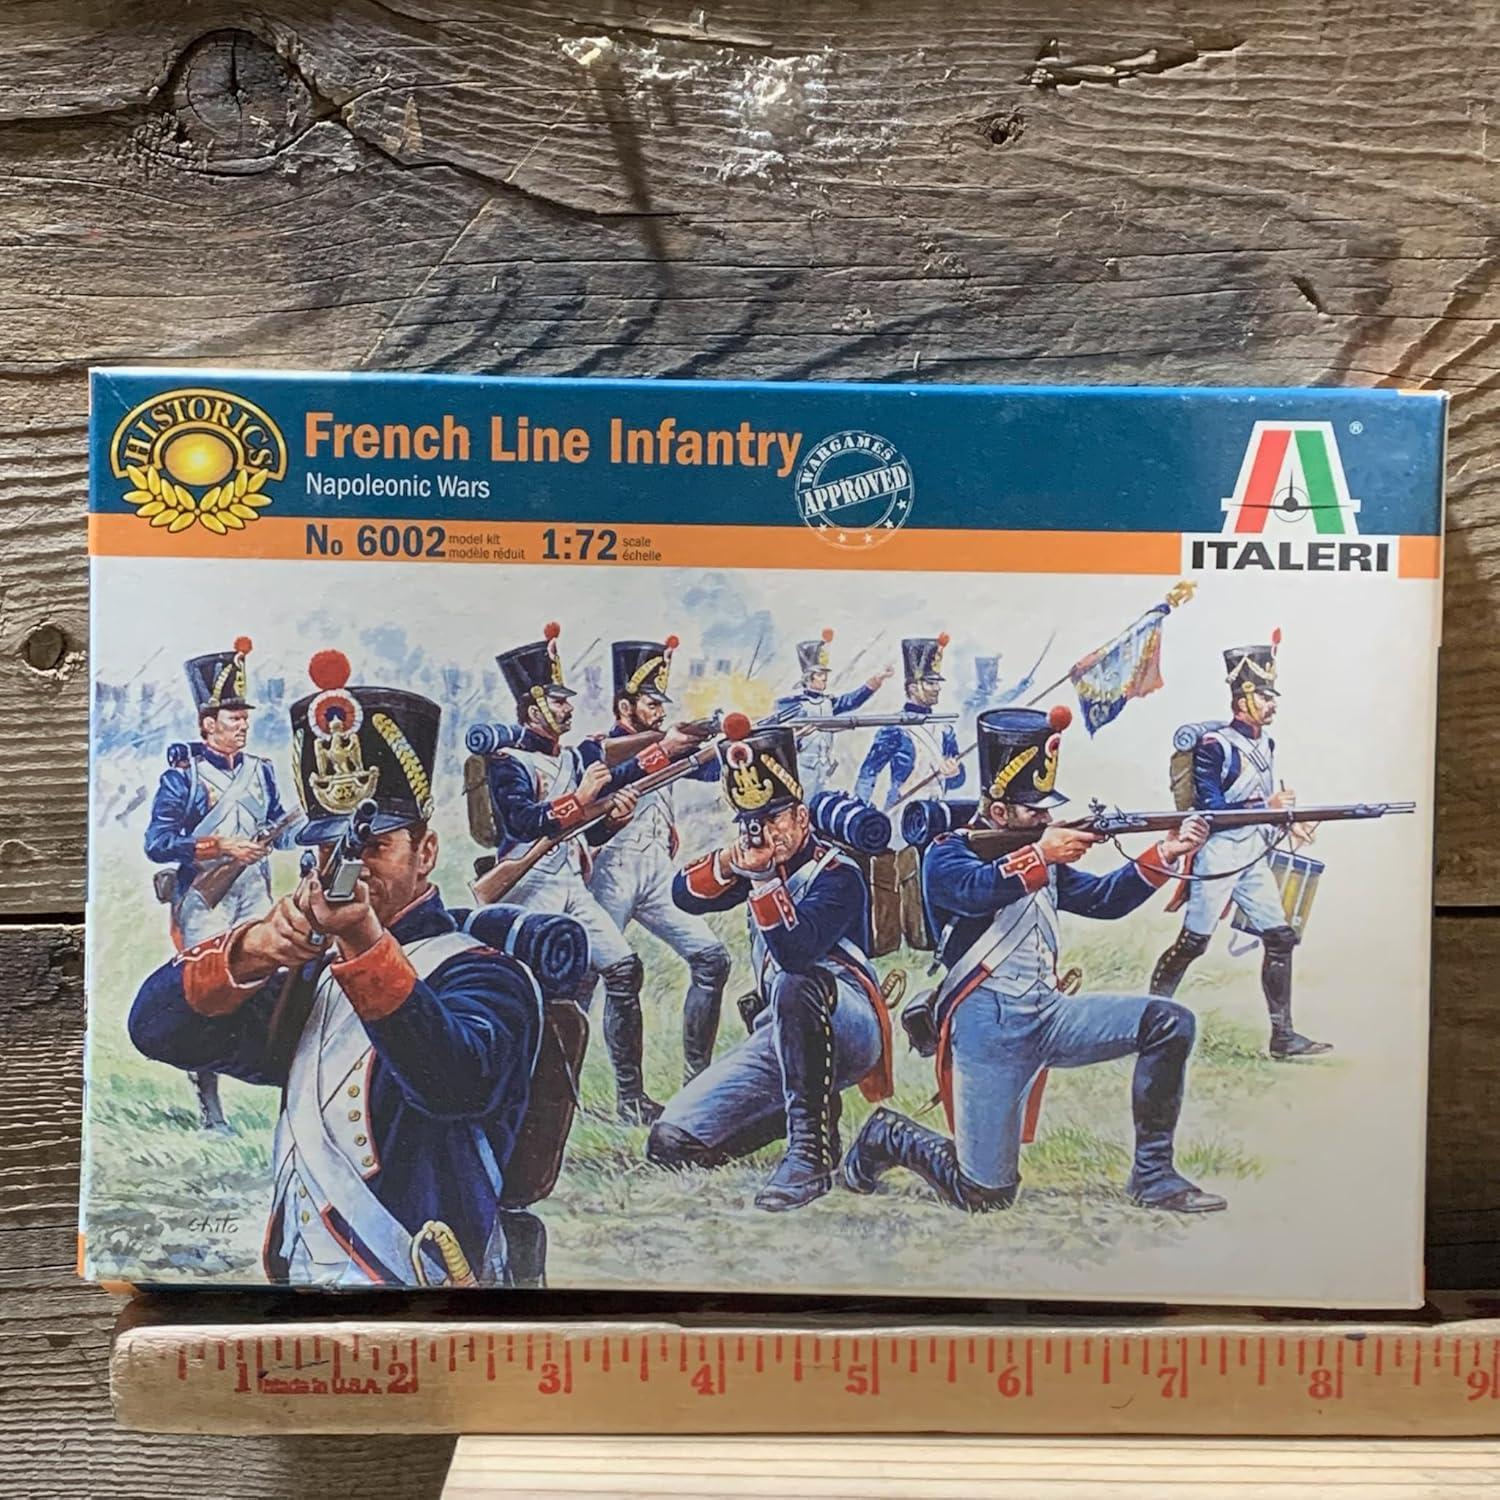 HISTORICS
French Line Infantry
Napoleonic Wars
WARGAMES
APPROVED
®
ITALERI
No 6002 model kit
modèle réduit
1:72 scale
échelle
chito
1 made in U.S.A. 2 3 4 5 6 7 8 9